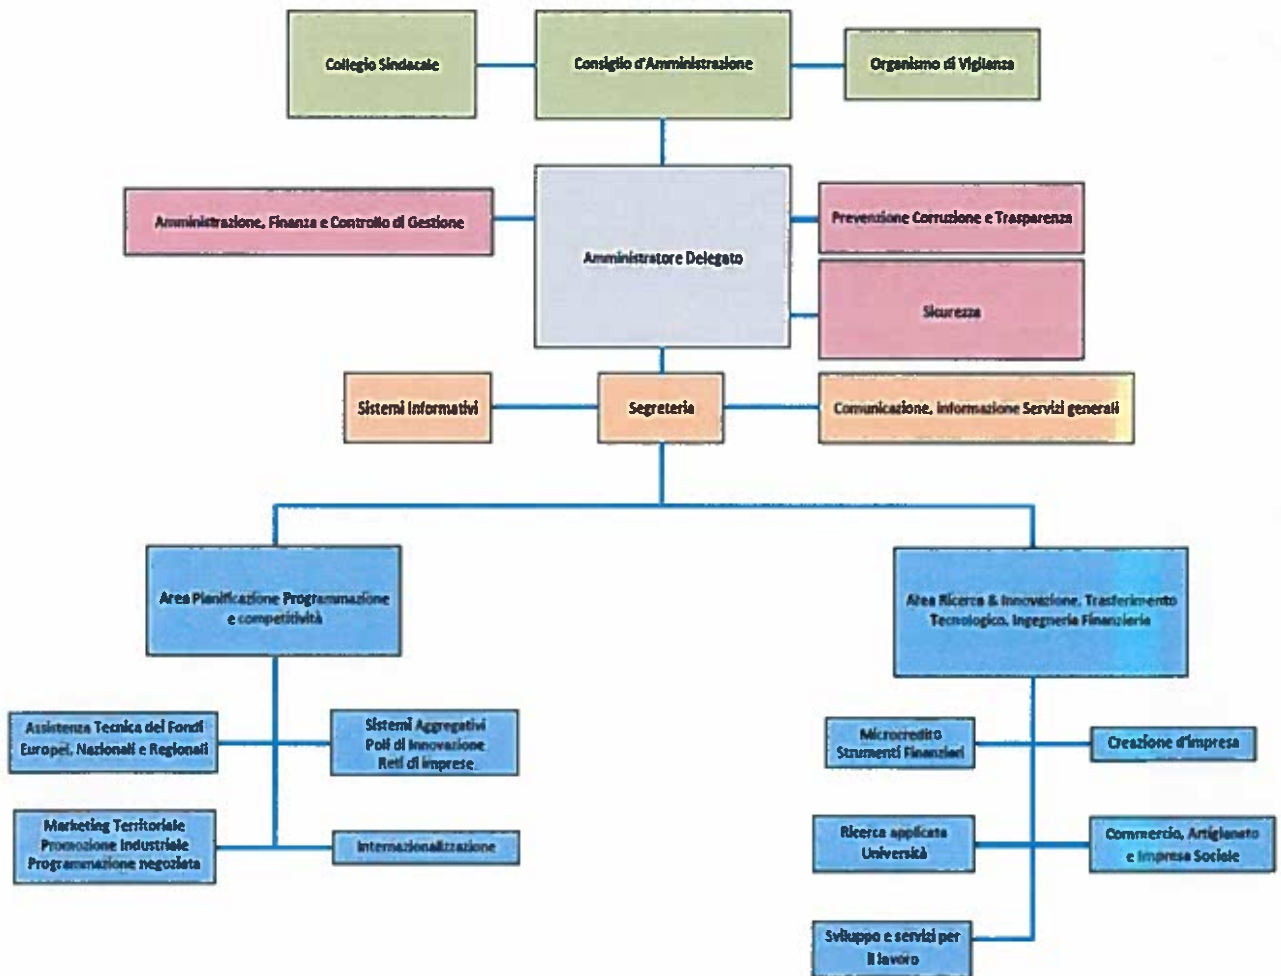 Collegio Sindacale
Consiglio d'Amministrazione
Organismo di Vigilanza
Amministrazione, Finanza e Controllo di Gestione
Amministratore Delegato
Prevenzione Corruzione e Trasparenza
Sicurezza
Sistemi Informativi
Segreteria
Comunicazione, Informazione Servizi generali
Area Pianificazione Programmazione
e competitività
Area Ricerca & Innovazione, Trasferimento
Tecnologico, Ingegneria Finanzieria
Assistenza Tecnica dei Fondi
Europei, Nazionali e Regionali
Sistemi Aggregativi
Poli di Innovazione
Reti di imprese
Microcredito
Strumenti Finanziari
Creazione d'impresa
Marketing Territoriale
Promozione Industriale
Programmazione negoziata
Internazionalizzazione
Ricerca applicata
Università
Commercio, Artigianato
e Impresa Sociale
Sviluppo e servizi per
il lavoro